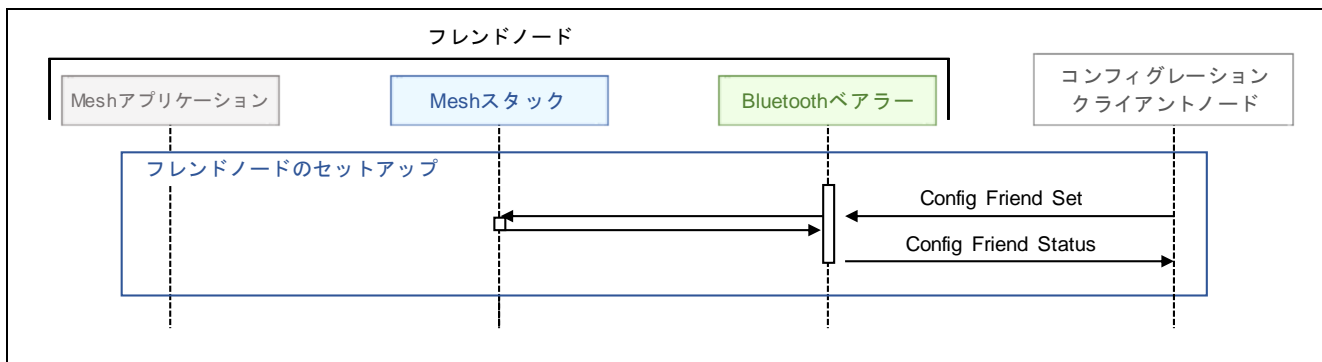 フレンドノード
Meshアプリケーション
Meshスタック
Bluetoothベアラー
コンフィグレーション
クライアントノード
フレンドノードのセットアップ
Config Friend Set
Config Friend Status